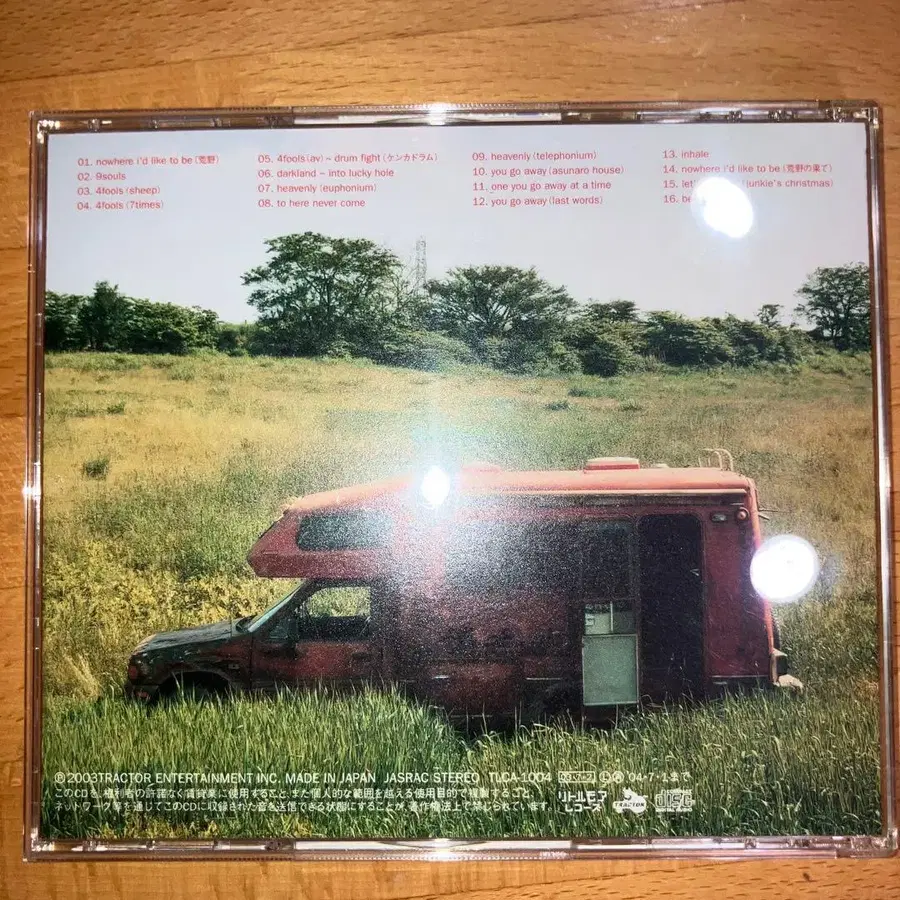 01. nowhere i'd like to be (荒野)
02. 9souls
03. 4fools (sheep)
04. 4fools (7times)
05. 4fools (av) ~ drum fight (ケンカドラム)
06. darkland ~ into lucky hole
07. heavenly (euphonium)
08. to here never come
09. heavenly (telephonium)
10. you go away (asunaro house)
11. one you go away at a time
12. you go away (last words)
13. inhale
14. nowhere i'd like to be (荒野の果て)
15. (junkie's christmas)
16.
Ⓟ©2003 TRACTOR ENTERTAINMENT INC. MADE IN JAPAN JASRAC STEREO TLCA-1004 '04・7・1まで
このCDを、権利者の許諾なく賃貸業に使用すること、また個人的な範囲を越える使用目的で複製すること、
ネットワーク等を通じてこのCDに収録された音を送信できる状態にすることが、著作権法上で禁じられています。
リトルモア
レコーズ
TRACTOR